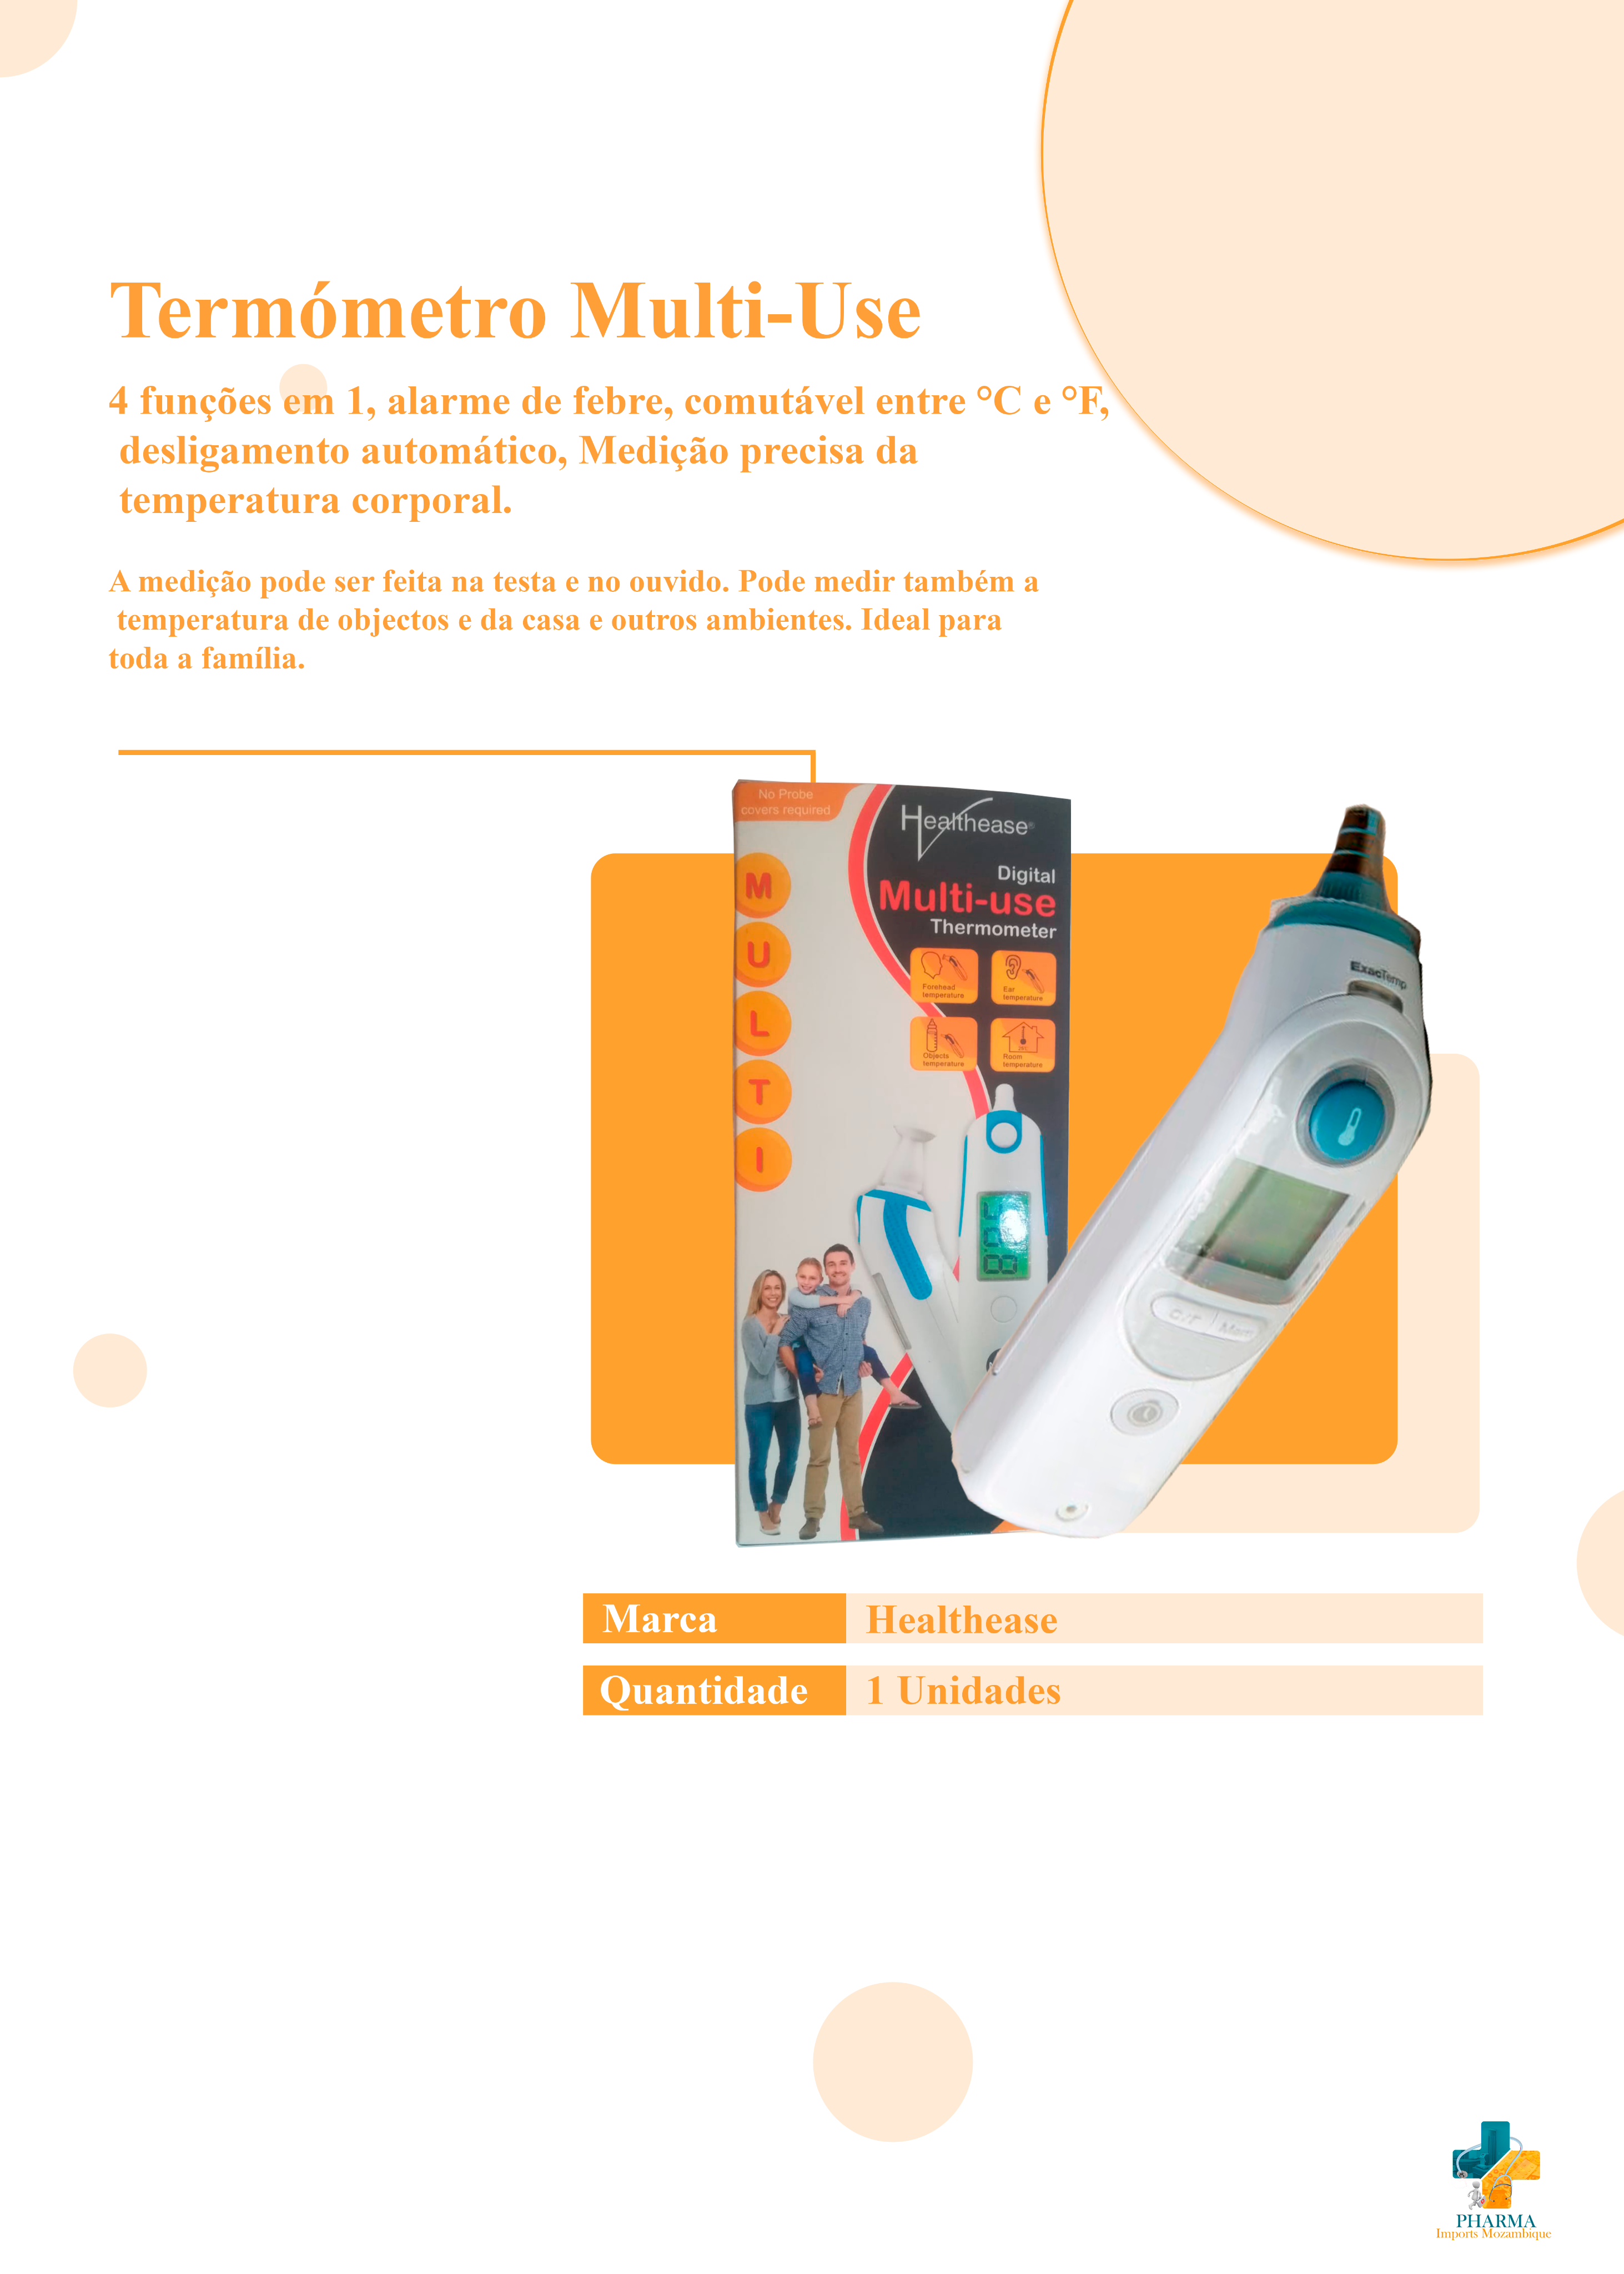 Termómetro Multi-Use
4 funções em 1, alarme de febre, comutável entre °C e °F,
desligamento automático, Medição precisa da
temperatura corporal.
A medição pode ser feita na testa e no ouvido. Pode medir também a
temperatura de objectos e da casa e outros ambientes. Ideal para
toda a família.
No Probe
covers required
Healthease®
Digital
Multi-use
Thermometer
Forehead
temperature
Ear
temperature
Objects
temperature
Room
temperature
M
U
L
T
I
ExacTemp
Marca
Healthease
Quantidade
1 Unidades
PHARMA
Imports Mozambique